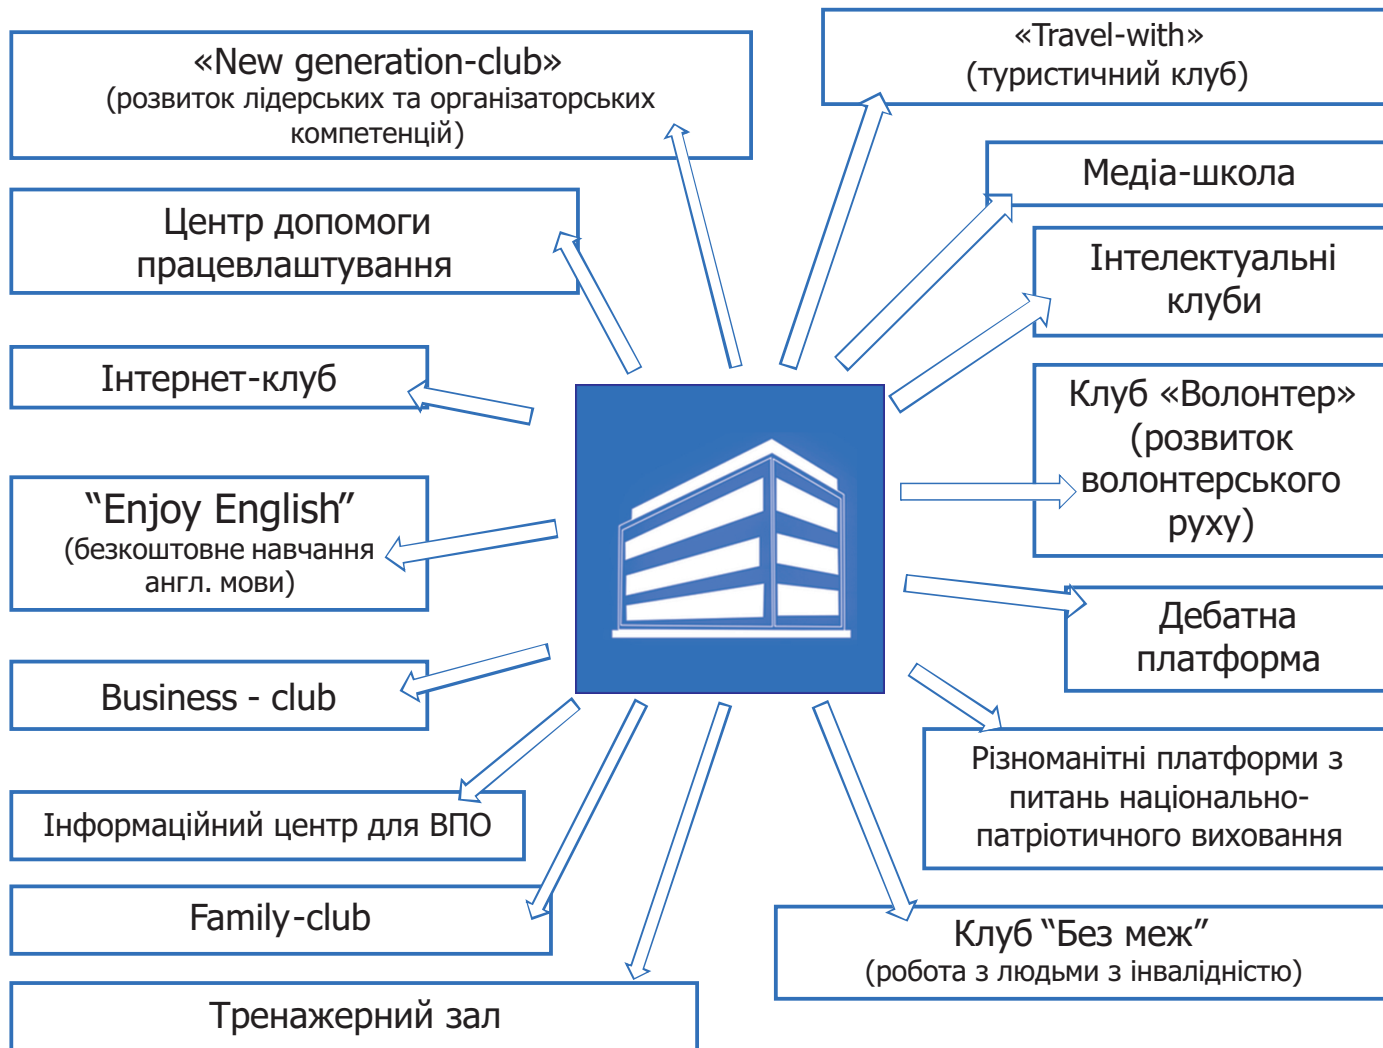 «New generation-club»
(розвиток лідерських та організаторських
компетенцій)
«Travel-with»
(туристичний клуб)
Медіа-школа
Центр допомоги
працевлаштування
Інтелектуальні
клуби
Інтернет-клуб
Клуб «Волонтер»
(розвиток
волонтерського
руху)
“Enjoy English”
(безкоштовне навчання
англ. мови)
Дебатна
платформа
Business - club
Різноманітні платформи з
питань національно-
патріотичного виховання
Інформаційний центр для ВПО
Family-club
Клуб “Без меж”
(робота з людьми з інвалідністю)
Тренажерний зал